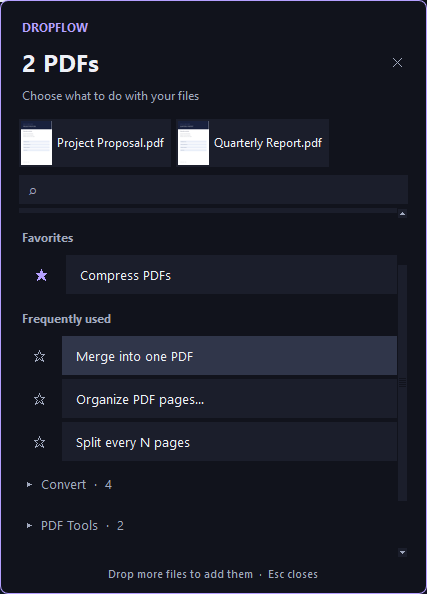 DROPFLOW
2 PDFs
Choose what to do with your files
Project Proposal.pdf
Quarterly Report.pdf
Favorites
Compress PDFs
Frequently used
Merge into one PDF
Organize PDF pages...
Split every N pages
Convert · 4
PDF Tools · 2
Drop more files to add them · Esc closes